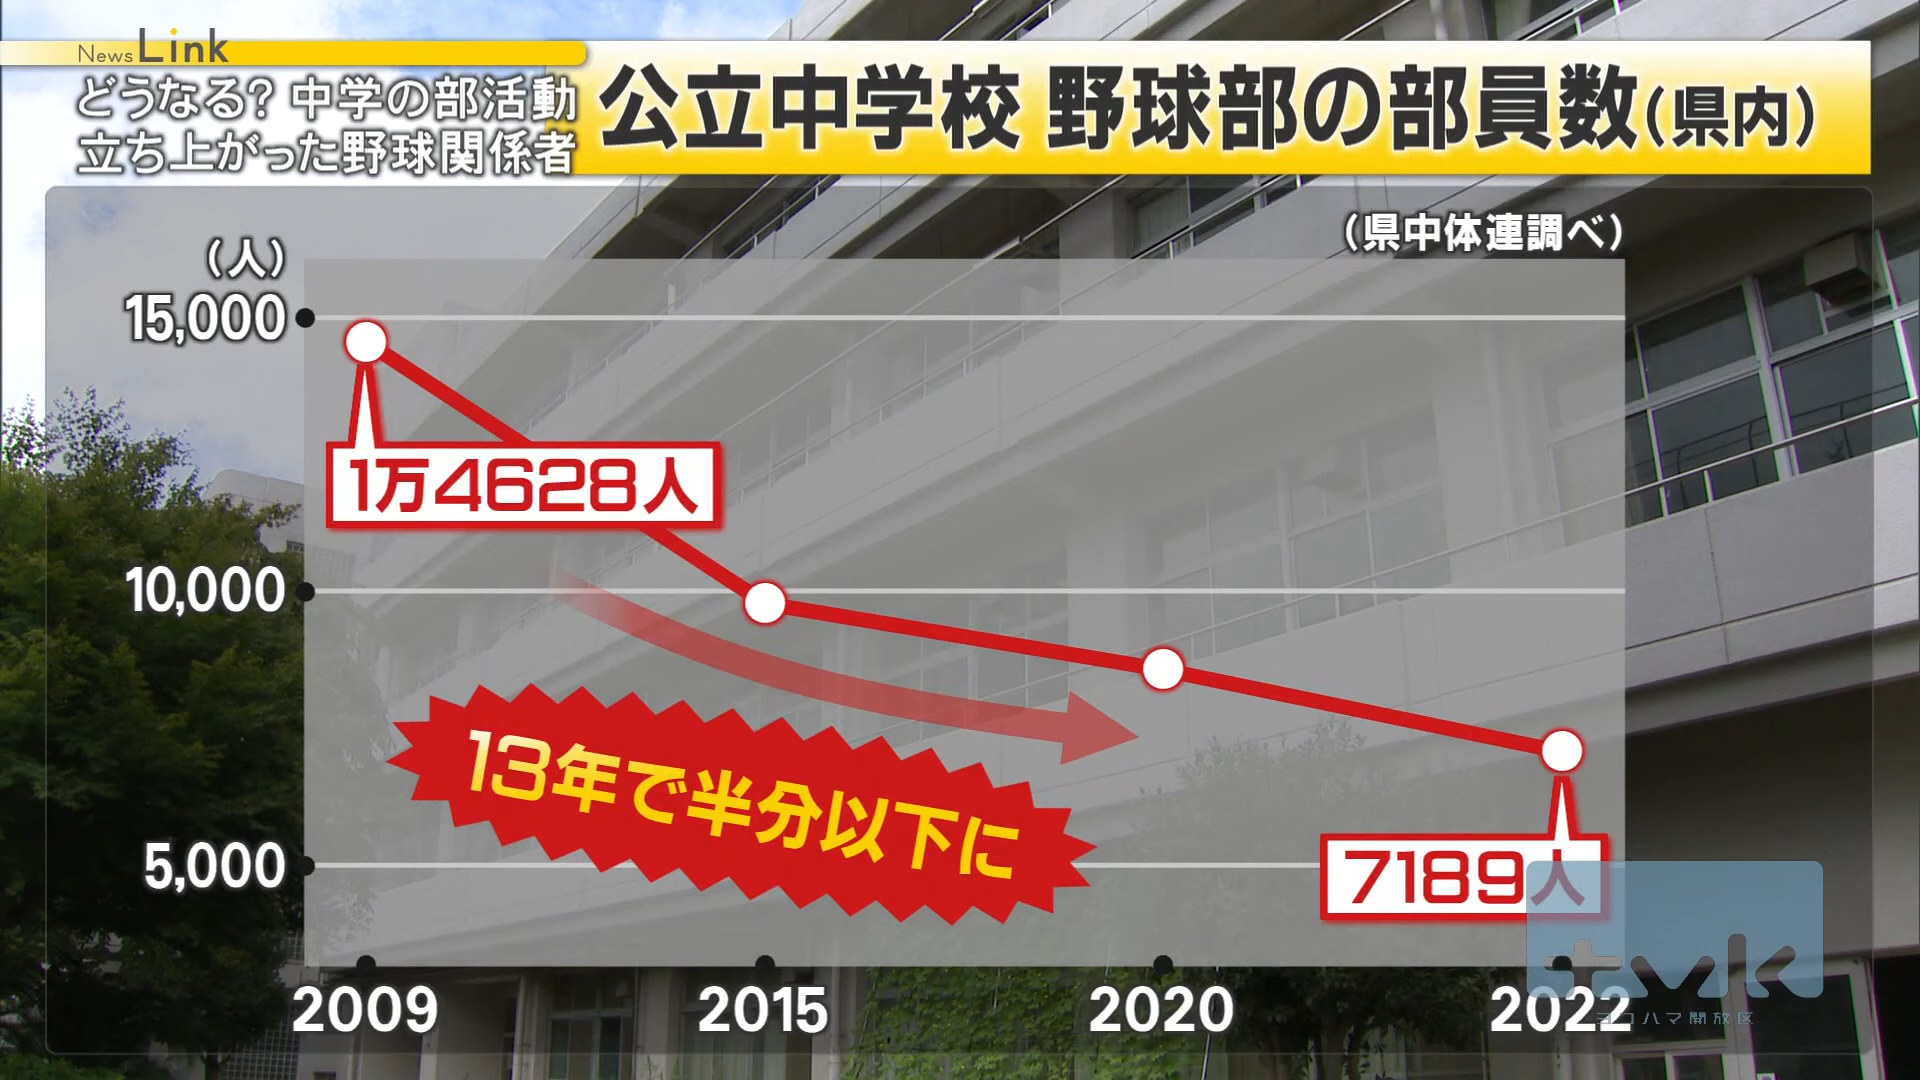 News Link
どうなる？ 中学の部活動
立ち上がった野球関係者
公立中学校 野球部の部員数（県内）
（県中体連調べ）
（人）
15,000
1万4628人
10,000
13年で半分以下に
5,000
7189人
tvk
2009
2015
2020
2022
ヨコハマ開放区